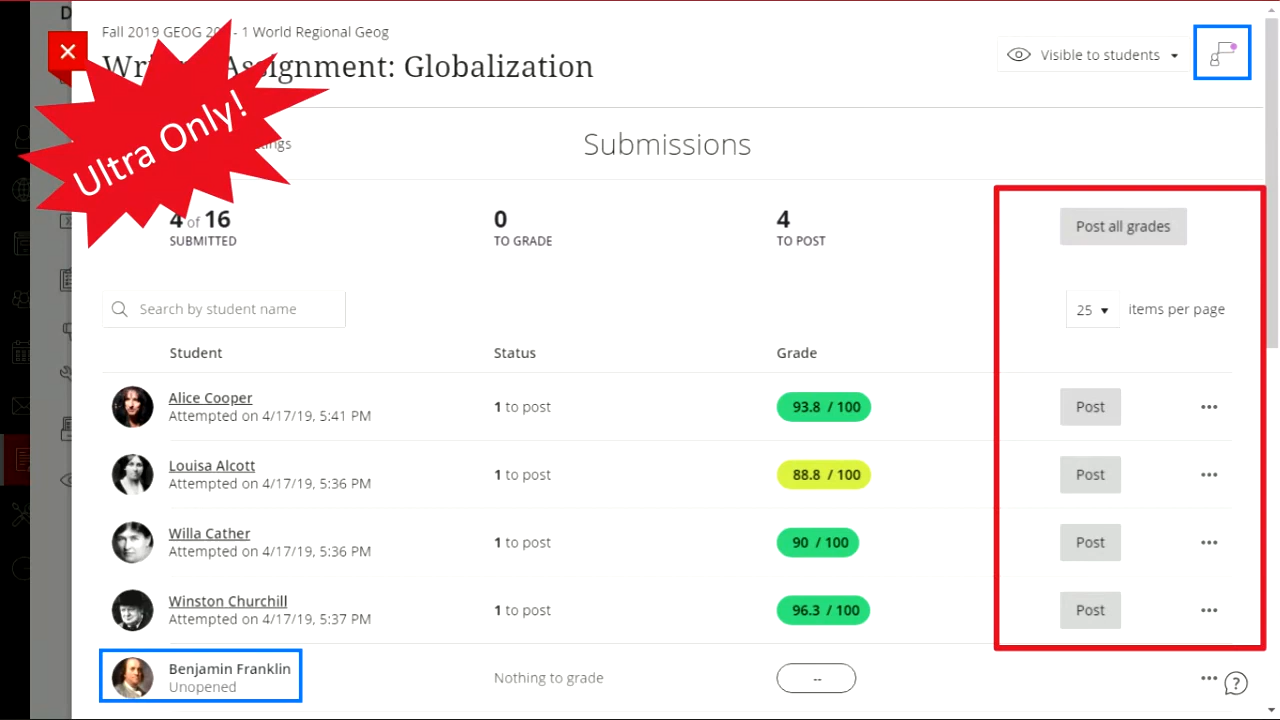 D
Fall 2019 GEOG 20 - 1 World Regional Geog
Assignment: Globalization
Visible to students
Ultra Only!
Submissions
4 of 16
SUBMITTED
0
TO GRADE
4
TO POST
Post all grades
Search by student name
25
items per page
Student
Status
Grade
Alice Cooper
Attempted on 4/17/19, 5:41 PM
1 to post
93.8 / 100
Post
Louisa Alcott
Attempted on 4/17/19, 5:36 PM
1 to post
88.8 / 100
Post
Willa Cather
Attempted on 4/17/19, 5:36 PM
1 to post
90 / 100
Post
Winston Churchill
Attempted on 4/17/19, 5:37 PM
1 to post
96.3 / 100
Post
Benjamin Franklin
Unopened
Nothing to grade
--
?